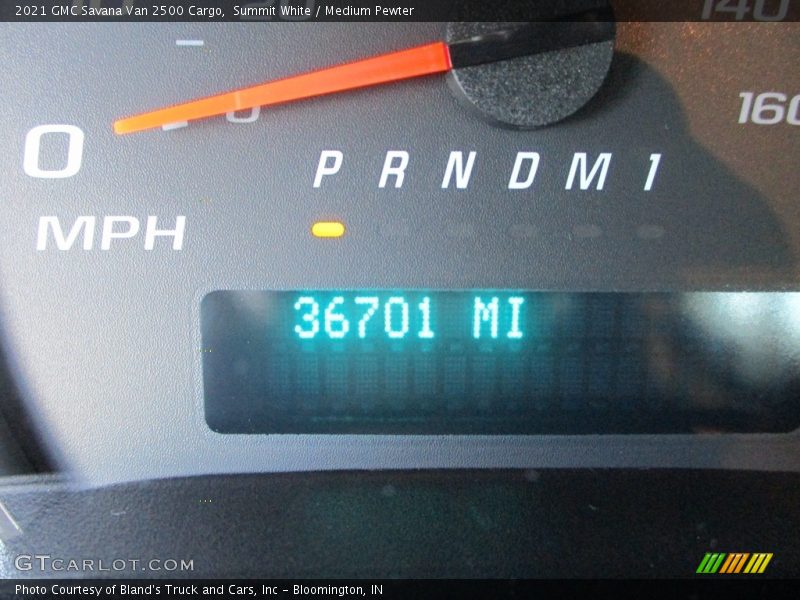 2021 GMC Savana Van 2500 Cargo,  Summit White / Medium Pewter
140
160
0
0
P R N D M 1
MPH
36701 MI
GTCARLOT.COM
Photo Courtesy of Bland's Truck and Cars, Inc – Bloomington, IN